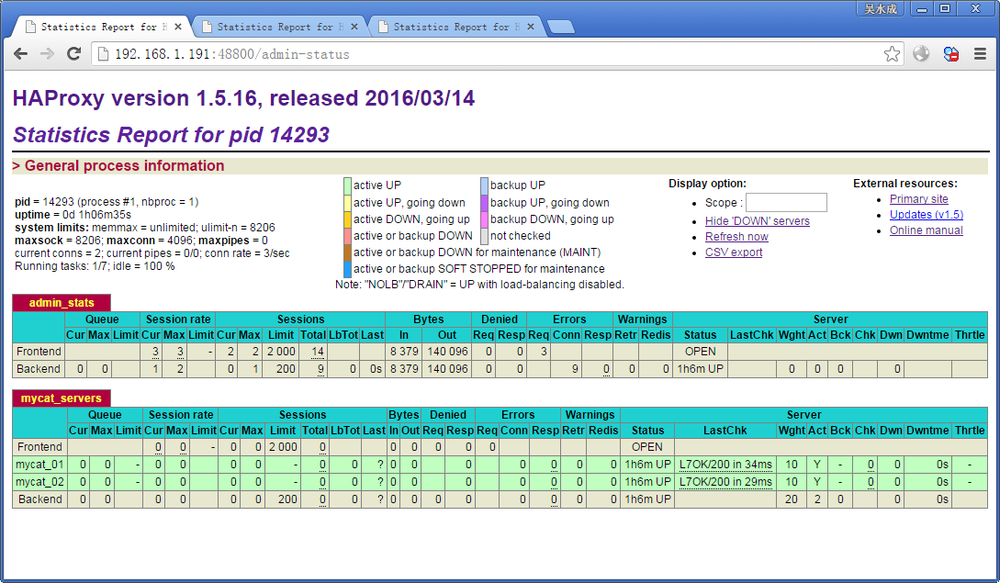 吴水成
Statistics Report for H
Statistics Report for H
Statistics Report for H
192.168.1.191:48800/admin-status
HAProxy version 1.5.16, released 2016/03/14
Statistics Report for pid 14293
> General process information
pid = 14293 (process #1, nbproc = 1)
uptime = 0d 1h06m35s
system limits: memmax = unlimited; ulimit-n = 8206
maxsock = 8206; maxconn = 4096; maxpipes = 0
current conns = 2; current pipes = 0/0; conn rate = 3/sec
Running tasks: 1/7; idle = 100 %
active UP
backup UP
active UP, going down
backup UP, going down
active DOWN, going up
backup DOWN, going up
active or backup DOWN
not checked
active or backup DOWN for maintenance (MAINT)
active or backup SOFT STOPPED for maintenance
Note: "NOLB"/"DRAIN" = UP with load-balancing disabled.
Display option:
Scope :
Hide 'DOWN' servers
Refresh now
CSV export
External resources:
Primary site
Updates (v1.5)
Online manual
admin_stats
Queue Session rate Sessions Bytes Denied Errors Warnings Server
Cur Max Limit Cur Max Limit Cur Max Limit Total LbTot Last In Out Req Resp Req Conn Resp Retr Redis Status LastChk Wght Act Bck Chk Dwn Dwntme Thrtle
Frontend 3 3 - 2 2 2 000 14 8 379 140 096 0 0 3 OPEN
Backend 0 0 1 2 0 1 200 9 0 0s 8 379 140 096 0 0 9 0 0 0 1h6m UP 0 0 0 0
mycat_servers
Queue Session rate Sessions Bytes Denied Errors Warnings Server
Cur Max Limit Cur Max Limit Cur Max Limit Total LbTot Last In Out Req Resp Req Conn Resp Retr Redis Status LastChk Wght Act Bck Chk Dwn Dwntme Thrtle
Frontend 0 0 - 0 0 2 000 0 0 0 0 0 0 OPEN
mycat_01 0 0 - 0 0 0 0 - 0 0 ? 0 0 0 0 0 0 0 1h6m UP L7OK/200 in 34ms 10 Y - 0 0 0s -
mycat_02 0 0 - 0 0 0 0 - 0 0 ? 0 0 0 0 0 0 0 1h6m UP L7OK/200 in 29ms 10 Y - 0 0 0s -
Backend 0 0 0 0 0 0 200 0 0 ? 0 0 0 0 0 0 0 0 1h6m UP 20 2 0 0 0s